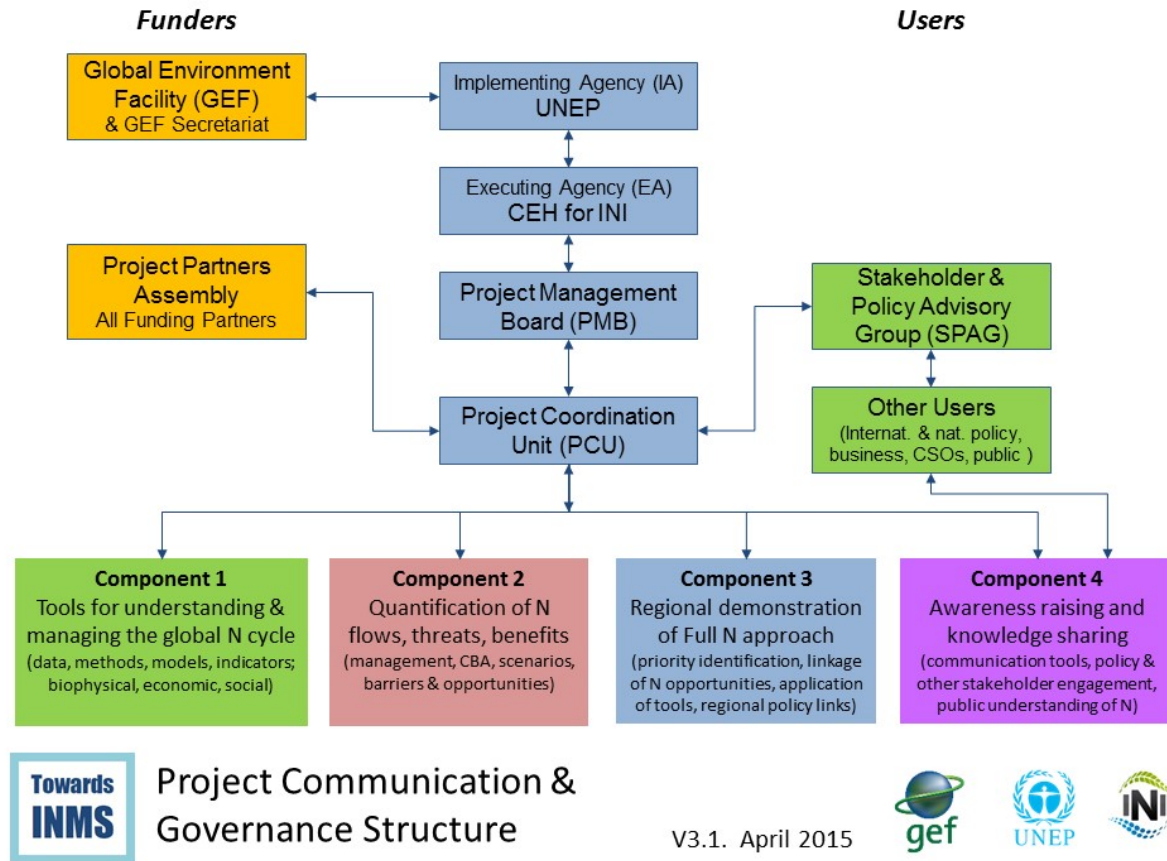 Funders
Users
Global Environment
Facility (GEF)
& GEF Secretariat
Implementing Agency (IA)
UNEP
Executing Agency (EA)
CEH for INI
Project Partners
Assembly
All Funding Partners
Project Management
Board (PMB)
Stakeholder &
Policy Advisory
Group (SPAG)
Project Coordination
Unit (PCU)
Other Users
(Internat. & nat. policy,
business, CSOs, public )
Component 1
Tools for understanding &
managing the global N cycle
(data, methods, models, indicators;
biophysical, economic, social)
Component 2
Quantification of N
flows, threats, benefits
(management, CBA, scenarios,
barriers & opportunities)
Component 3
Regional demonstration
of Full N approach
(priority identification, linkage
of N opportunities, application
of tools, regional policy links)
Component 4
Awareness raising and
knowledge sharing
(communication tools, policy &
other stakeholder engagement,
public understanding of N)
Towards
INMS
Project Communication &
Governance Structure
V3.1. April 2015
gef
UNEP
INI